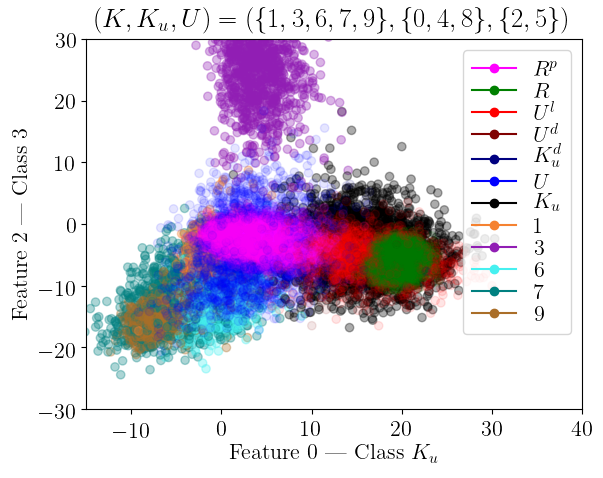 (K, K_u, U) = ({1, 3, 6, 7, 9}, {0, 4, 8}, {2, 5})
30
20
10
0
−10
−20
−30
Feature 2 — Class 3
−10
0
10
20
30
40
Feature 0 — Class K_u
R^p
R
U^l
U^d
K_u^d
U
K_u
1
3
6
7
9